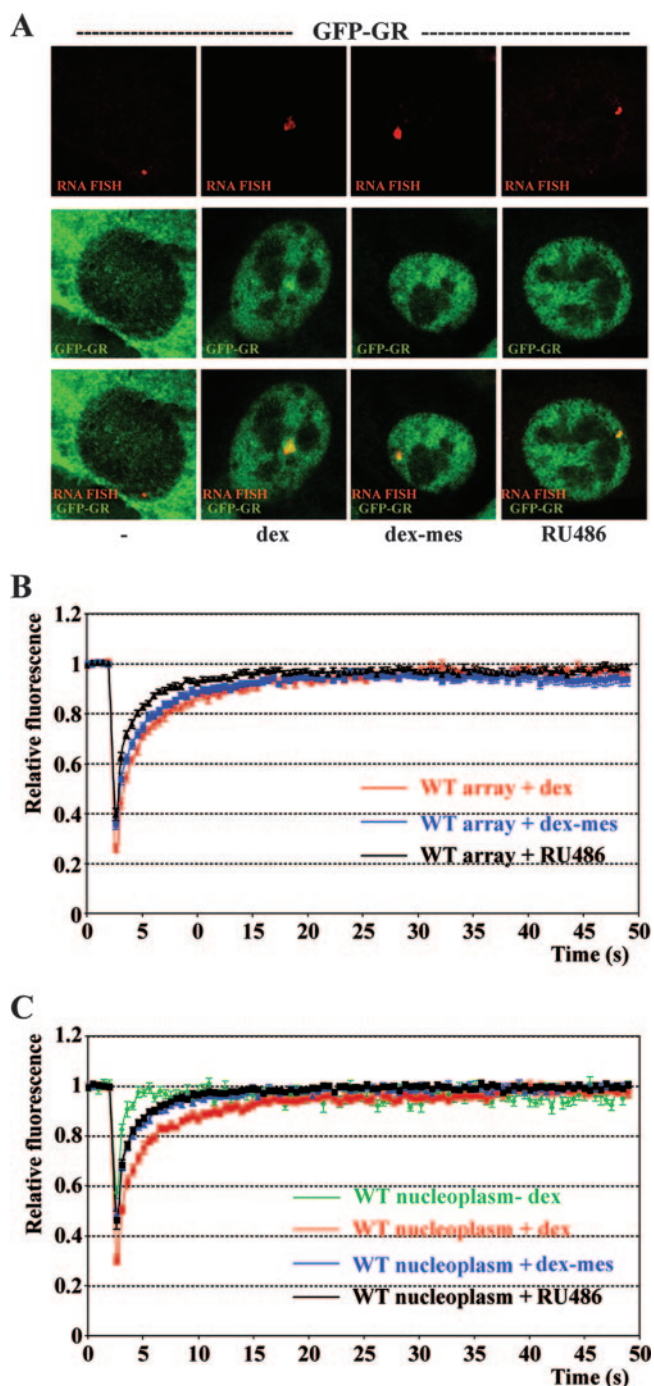 A
---------------------------- GFP-GR ---------------------------
RNA FISH RNA FISH RNA FISH RNA FISH
GFP-GR GFP-GR GFP-GR GFP-GR
RNA FISH RNA FISH RNA FISH RNA FISH
GFP-GR GFP-GR GFP-GR GFP-GR
- dex dex-mes RU486
B
1.2
1
0.8
0.6
0.4
0.2
0
Relative fluorescence
WT array + dex
WT array + dex-mes
WT array + RU486
0 5 0 15 20 25 30 35 40 45 50
Time (s)
C
1.2
1
0.8
0.6
0.4
0.2
0
Relative fluorescence
WT nucleoplasm- dex
WT nucleoplasm + dex
WT nucleoplasm + dex-mes
WT nucleoplasm + RU486
0 5 10 15 20 25 30 35 40 45 50
Time (s)